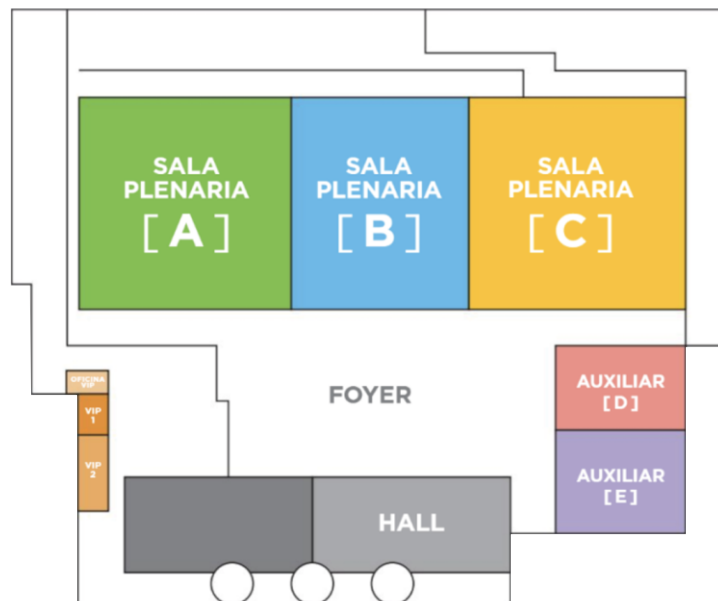 SALA
PLENARIA
[A]
SALA
PLENARIA
[B]
SALA
PLENARIA
[C]
FOYER
AUXILIAR
[D]
AUXILIAR
[E]
OFICINA
VIP
VIP
1
VIP
2
HALL